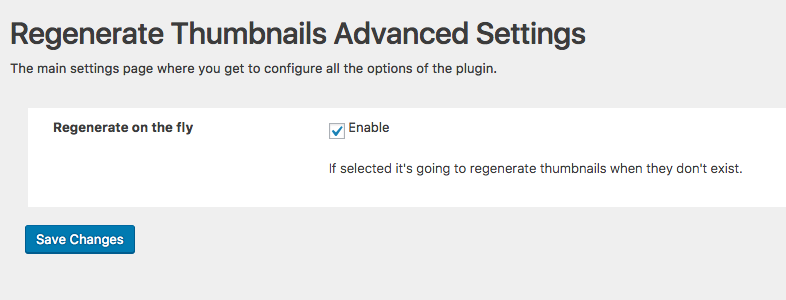 Regenerate Thumbnails Advanced Settings
The main settings page where you get to configure all the options of the plugin.
Regenerate on the fly
Enable
If selected it's going to regenerate thumbnails when they don't exist.
Save Changes